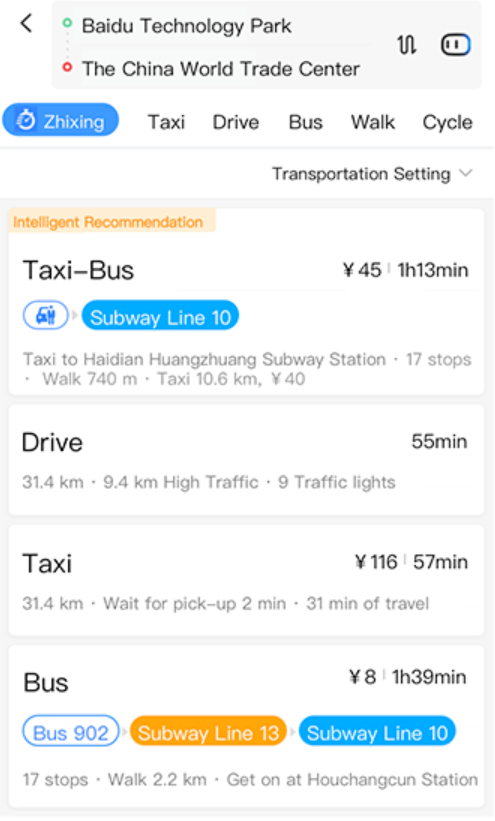 Baidu Technology Park
The China World Trade Center
Zhixing Taxi Drive Bus Walk Cycle
Transportation Setting
Intelligent Recommendation
Taxi-Bus ¥ 45 1h13min
Subway Line 10
Taxi to Haidian Huangzhuang Subway Station · 17 stops
· Walk 740 m · Taxi 10.6 km, ¥ 40
Drive 55min
31.4 km · 9.4 km High Traffic · 9 Traffic lights
Taxi ¥ 116 57min
31.4 km · Wait for pick-up 2 min · 31 min of travel
Bus ¥ 8 1h39min
Bus 902 Subway Line 13 Subway Line 10
17 stops · Walk 2.2 km · Get on at Houchangcun Station